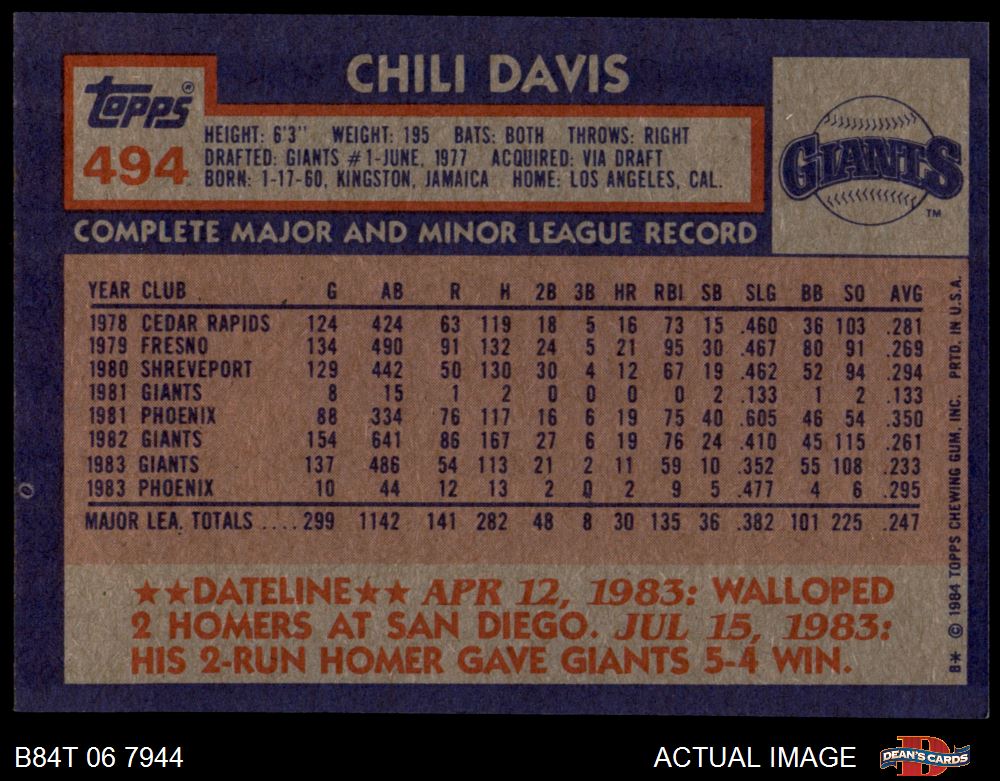 CHILI DAVIS
Topps®
494
HEIGHT: 6'3" WEIGHT: 195 BATS: BOTH THROWS: RIGHT
DRAFTED: GIANTS #1-JUNE, 1977 ACQUIRED: VIA DRAFT
BORN: 1-17-60, KINGSTON, JAMAICA HOME: LOS ANGELES, CAL.
GIANTS
TM
COMPLETE MAJOR AND MINOR LEAGUE RECORD
YEAR CLUB G AB R H 2B 3B HR RBI SB SLG BB SO AVG
1978 CEDAR RAPIDS 124 424 63 119 18 5 16 73 15 .460 36 103 .281
1979 FRESNO 134 490 91 132 24 5 21 95 30 .467 80 91 .269
1980 SHREVEPORT 129 442 50 130 30 4 12 67 19 .462 52 94 .294
1981 GIANTS 8 15 1 2 0 0 0 0 2 .133 1 2 .133
1981 PHOENIX 88 334 76 117 16 6 19 75 40 .605 46 54 .350
1982 GIANTS 154 641 86 167 27 6 19 76 24 .410 45 115 .261
1983 GIANTS 137 486 54 113 21 2 11 59 10 .352 55 108 .233
1983 PHOENIX 10 44 12 13 2 0 2 9 5 .477 4 6 .295
MAJOR LEA. TOTALS ....299 1142 141 282 48 8 30 135 36 .382 101 225 .247
★★DATELINE★★ APR 12, 1983: WALLOPED
2 HOMERS AT SAN DIEGO. JUL 15, 1983:
HIS 2-RUN HOMER GAVE GIANTS 5-4 WIN.
B* © 1984 TOPPS CHEWING GUM, INC. PRTD. IN U.S.A.
B84T 06 7944
ACTUAL IMAGE
DEAN'S CARDS